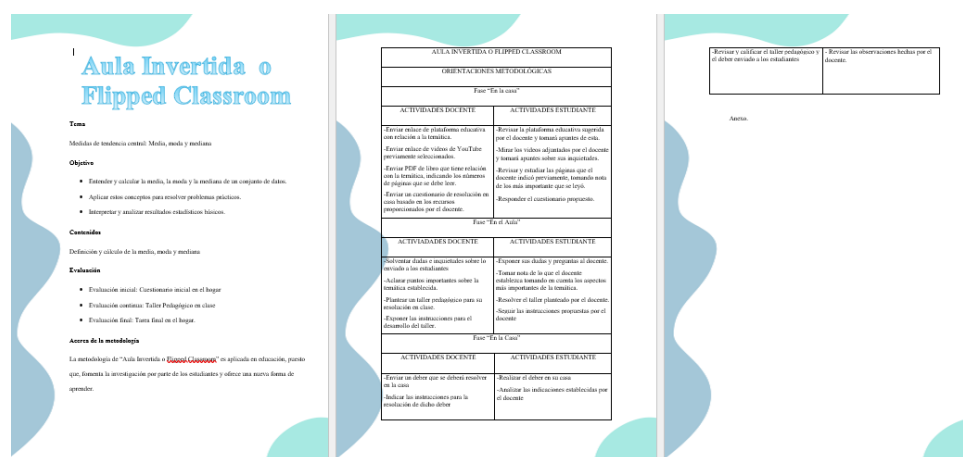 Aula Invertida o
Flipped Classroom
Tema
Medidas de tendencia central: Media, moda y mediana
Objetivo
Entender y calcular la media, la moda y la mediana de un conjunto de datos.
Aplicar estos conceptos para resolver problemas prácticos.
Interpretar y analizar resultados estadísticos básicos.
Contenidos
Definición y cálculo de la media, moda y mediana
Evaluación
Evaluación inicial: Cuestionario inicial en el hogar
Evaluación continua: Taller Pedagógico en clase
Evaluación final: Tarea final en el hogar.
Acerca de la metodología
La metodología de "Aula Invertida o Flipped Classroom" es aplicada en educación, puesto
que, fomenta la investigación por parte de los estudiantes y ofrece una nueva forma de
aprender.
AULA INVERTIDA O FLIPPED CLASSROOM
ORIENTACIONES METODOLÓGICAS
Fase "En la casa"
ACTIVIDADES DOCENTE
-Enviar enlace de plataforma educativa
con relación a la temática.
-Enviar enlace de videos de YouTube
previamente seleccionados.
-Enviar PDF de libro que tiene relación
con la temática, indicando los números
de páginas que se debe leer.
-Enviar un cuestionario de resolución en
casa basado en los recursos
proporcionados por el docente.
ACTIVIDADES ESTUDIANTE
-Revisar la plataforma educativa sugerida
por el docente y tomará apuntes de esta.
-Mirar los videos adjuntados por el docente
y tomará apuntes sobre sus inquietudes.
-Revisar y estudiar las páginas que el
docente indicó previamente, tomando nota
de los más importante que se leyó.
-Responder el cuestionario propuesto.
Fase "En el Aula"
ACTIVIADADES DOCENTE
-Solventar dudas e inquietudes sobre lo
enviado a los estudiantes
-Aclarar puntos importantes sobre la
temática establecida.
-Plantear un taller pedagógico para su
resolución en clase.
-Exponer las instrucciones para el
desarrollo del taller.
ACTIVIDADES ESTUDIANTE
-Exponer sus dudas y preguntas al docente.
-Tomar nota de lo que el docente
establezca tomando en cuenta los aspectos
más importantes de la temática.
-Resolver el taller planteado por el docente.
-Seguir las instrucciones propuestas por el
docente
Fase "En la Casa"
ACTIVIDADES DOCENTE
-Enviar un deber que se deberá resolver
en la casa
-Indicar las instrucciones para la
resolución de dicho deber
ACTIVIDADES ESTUDIANTE
-Realizar el deber en su casa
-Analizar las indicaciones establecidas por
el docente
-Revisar y calificar el taller pedagógico y
el deber enviado a los estudiantes
- Revisar las observaciones hechas por el
docente.
Anexos.